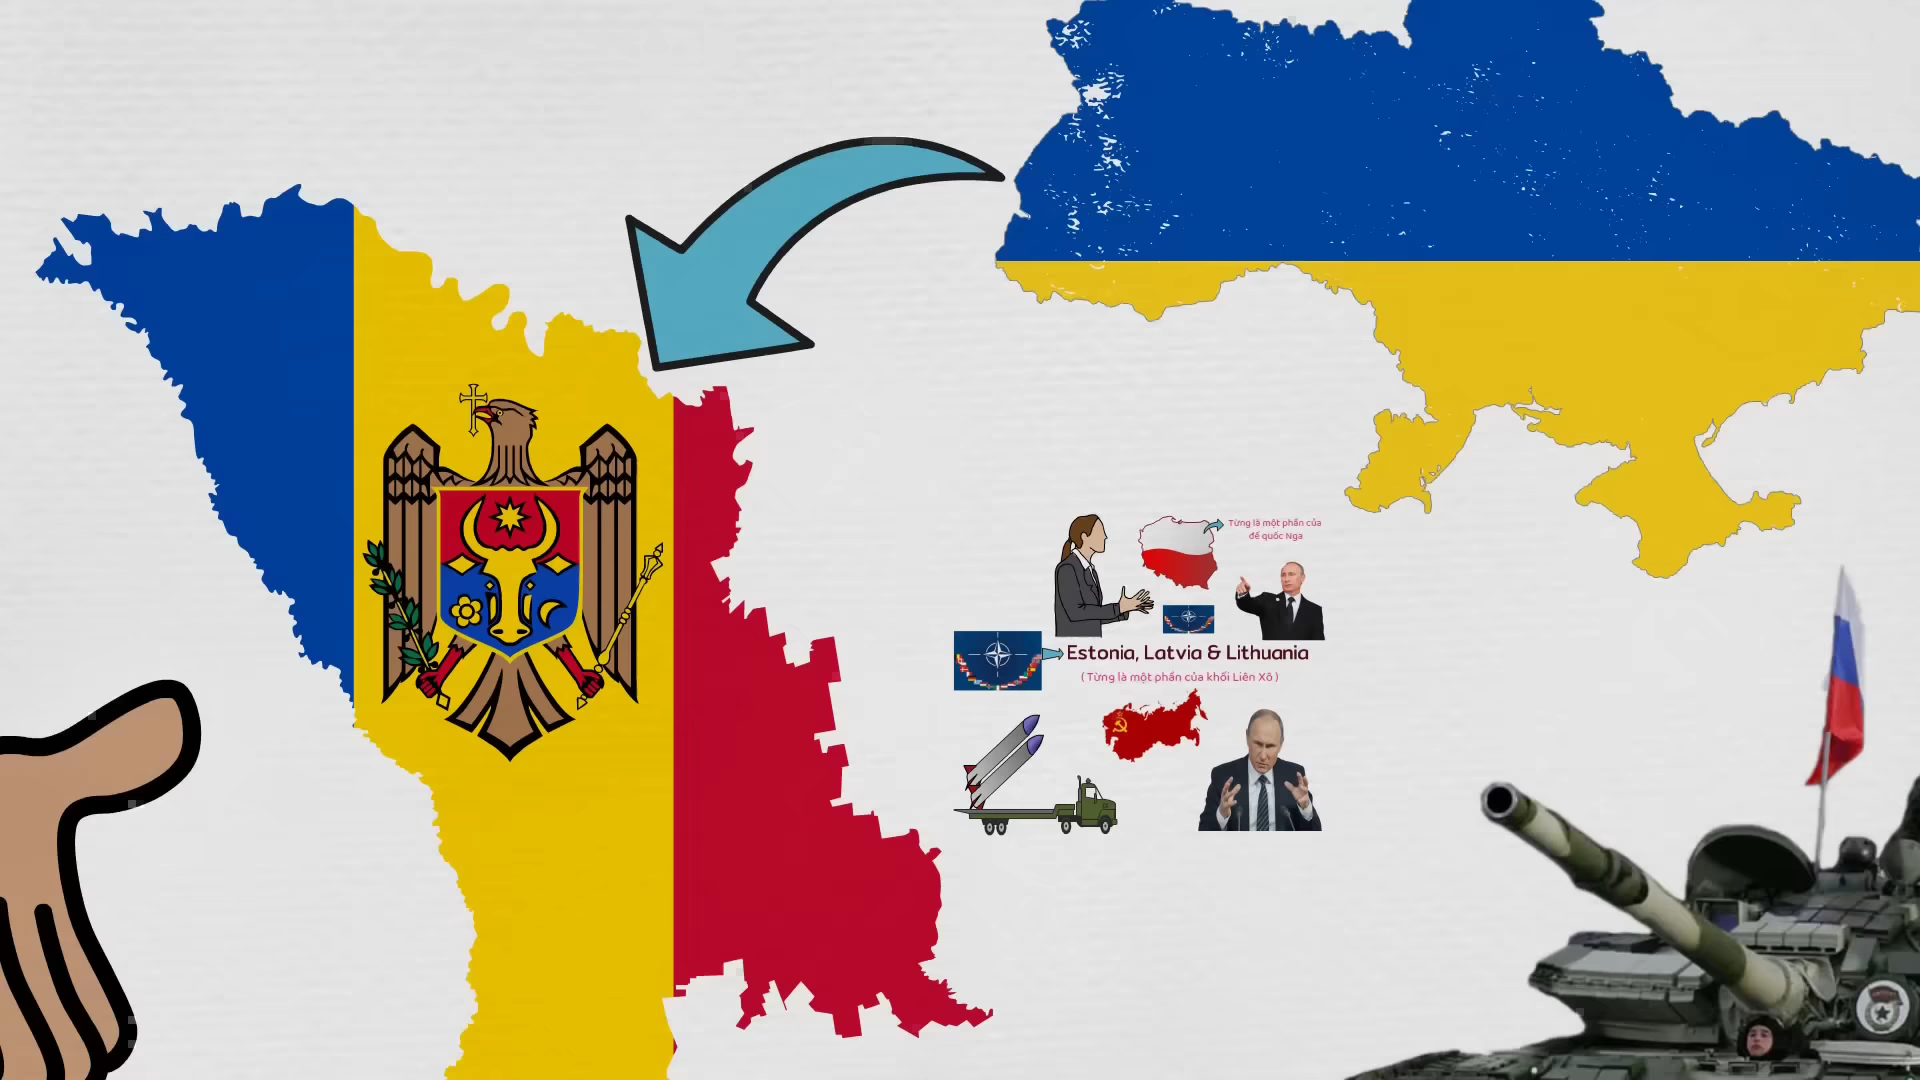 Từng là một phần của
đế quốc Nga
Estonia, Latvia & Lithuania
( Từng là một phần của khối Liên Xô )